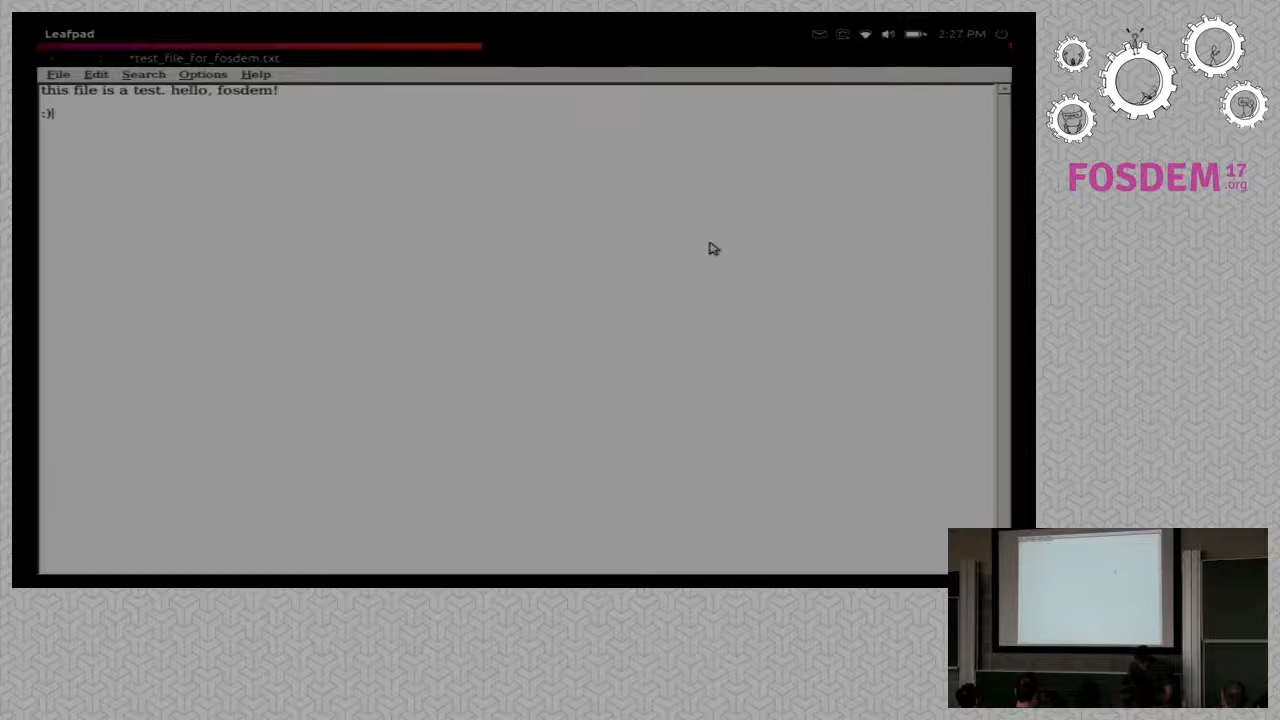 Leafpad
2:27 PM
*test_file_for_fosdem.txt
File Edit Search Options Help
this file is a test. hello, fosdem!
:)
FOSDEM 17
.org